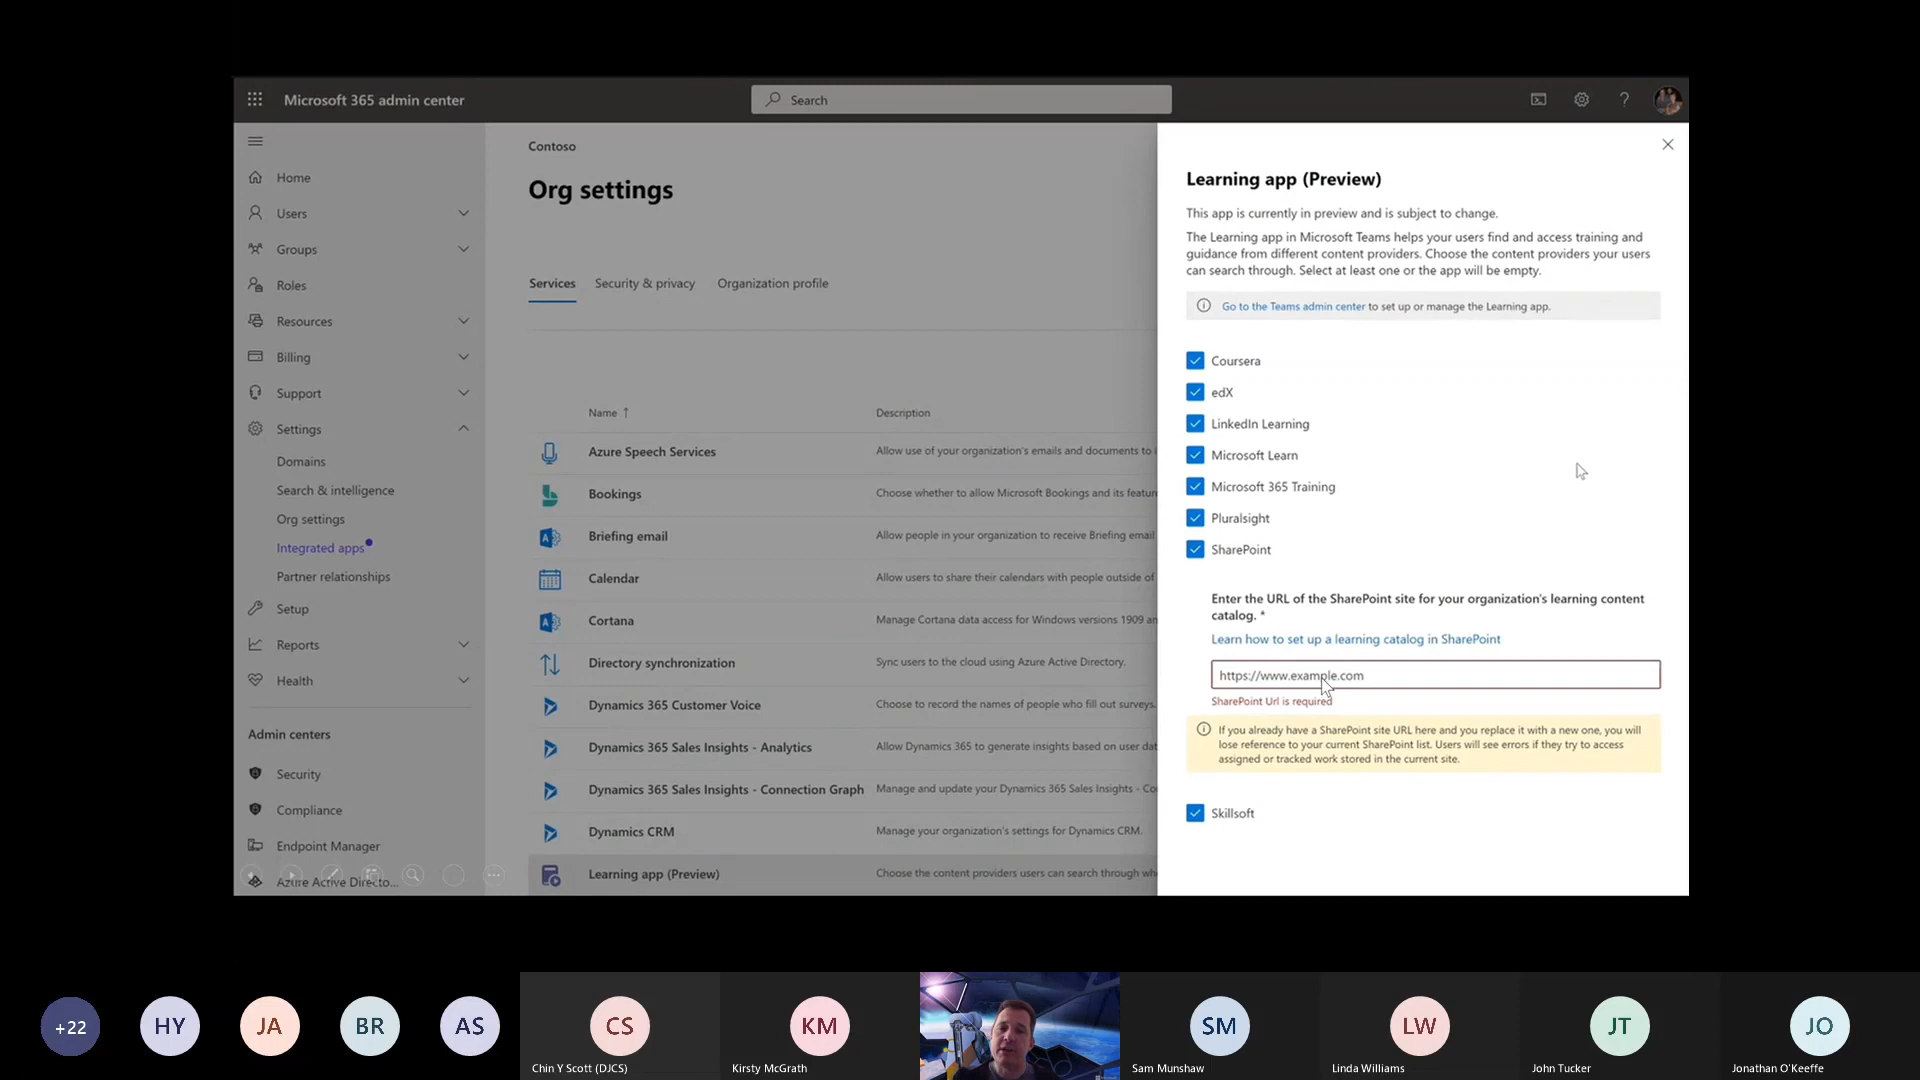 Microsoft 365 admin center
Search
?
Home
Users
Groups
Roles
Resources
Billing
Support
Settings
Domains
Search & intelligence
Org settings
Integrated apps
Partner relationships
Setup
Reports
Health
Admin centers
Security
Compliance
Endpoint Manager
Azure Active Directo...
Contoso
Org settings
Services
Security & privacy
Organization profile
Name ↑
Description
Azure Speech Services
Allow use of your organization's emails and documents to i
Bookings
Choose whether to allow Microsoft Bookings and its featur
Briefing email
Allow people in your organization to receive Briefing email
Calendar
Allow users to share their calendars with people outside of
Cortana
Manage Cortana data access for Windows versions 1909 an
Directory synchronization
Sync users to the cloud using Azure Active Directory.
Dynamics 365 Customer Voice
Choose to record the names of people who fill out surveys.
Dynamics 365 Sales Insights - Analytics
Allow Dynamics 365 to generate insights based on user dat
Dynamics 365 Sales Insights - Connection Graph
Manage and update your Dynamics 365 Sales Insights - Co
Dynamics CRM
Manage your organization's settings for Dynamics CRM.
Learning app (Preview)
Choose the content providers users can search through wh
Learning app (Preview)
This app is currently in preview and is subject to change.
The Learning app in Microsoft Teams helps your users find and access training and
guidance from different content providers. Choose the content providers your users
can search through. Select at least one or the app will be empty.
Go to the Teams admin center to set up or manage the Learning app.
Coursera
edX
LinkedIn Learning
Microsoft Learn
Microsoft 365 Training
Pluralsight
SharePoint
Enter the URL of the SharePoint site for your organization's learning content
catalog. *
Learn how to set up a learning catalog in SharePoint
https://www.example.com
SharePoint Url is required
If you already have a SharePoint site URL here and you replace it with a new one, you will
lose reference to your current SharePoint list. Users will see errors if they try to access
assigned or tracked work stored in the current site.
Skillsoft
+22
HY
JA
BR
AS
CS
Chin Y Scott (DJCS)
KM
Kirsty McGrath
SM
Sam Munshaw
LW
Linda Williams
JT
John Tucker
JO
Jonathan O'Keeffe